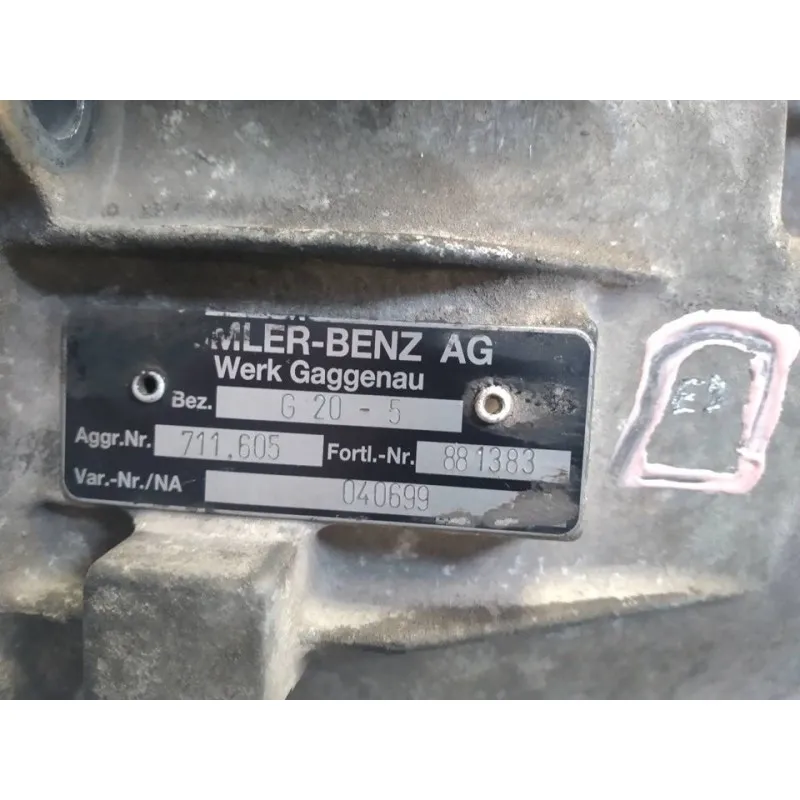 MLER-BENZ AG
Werk Gaggenau
Bez. G 20 - 5
Aggr.Nr. 711.605 Fortl.-Nr. 881383
Var.-Nr./NA 040699